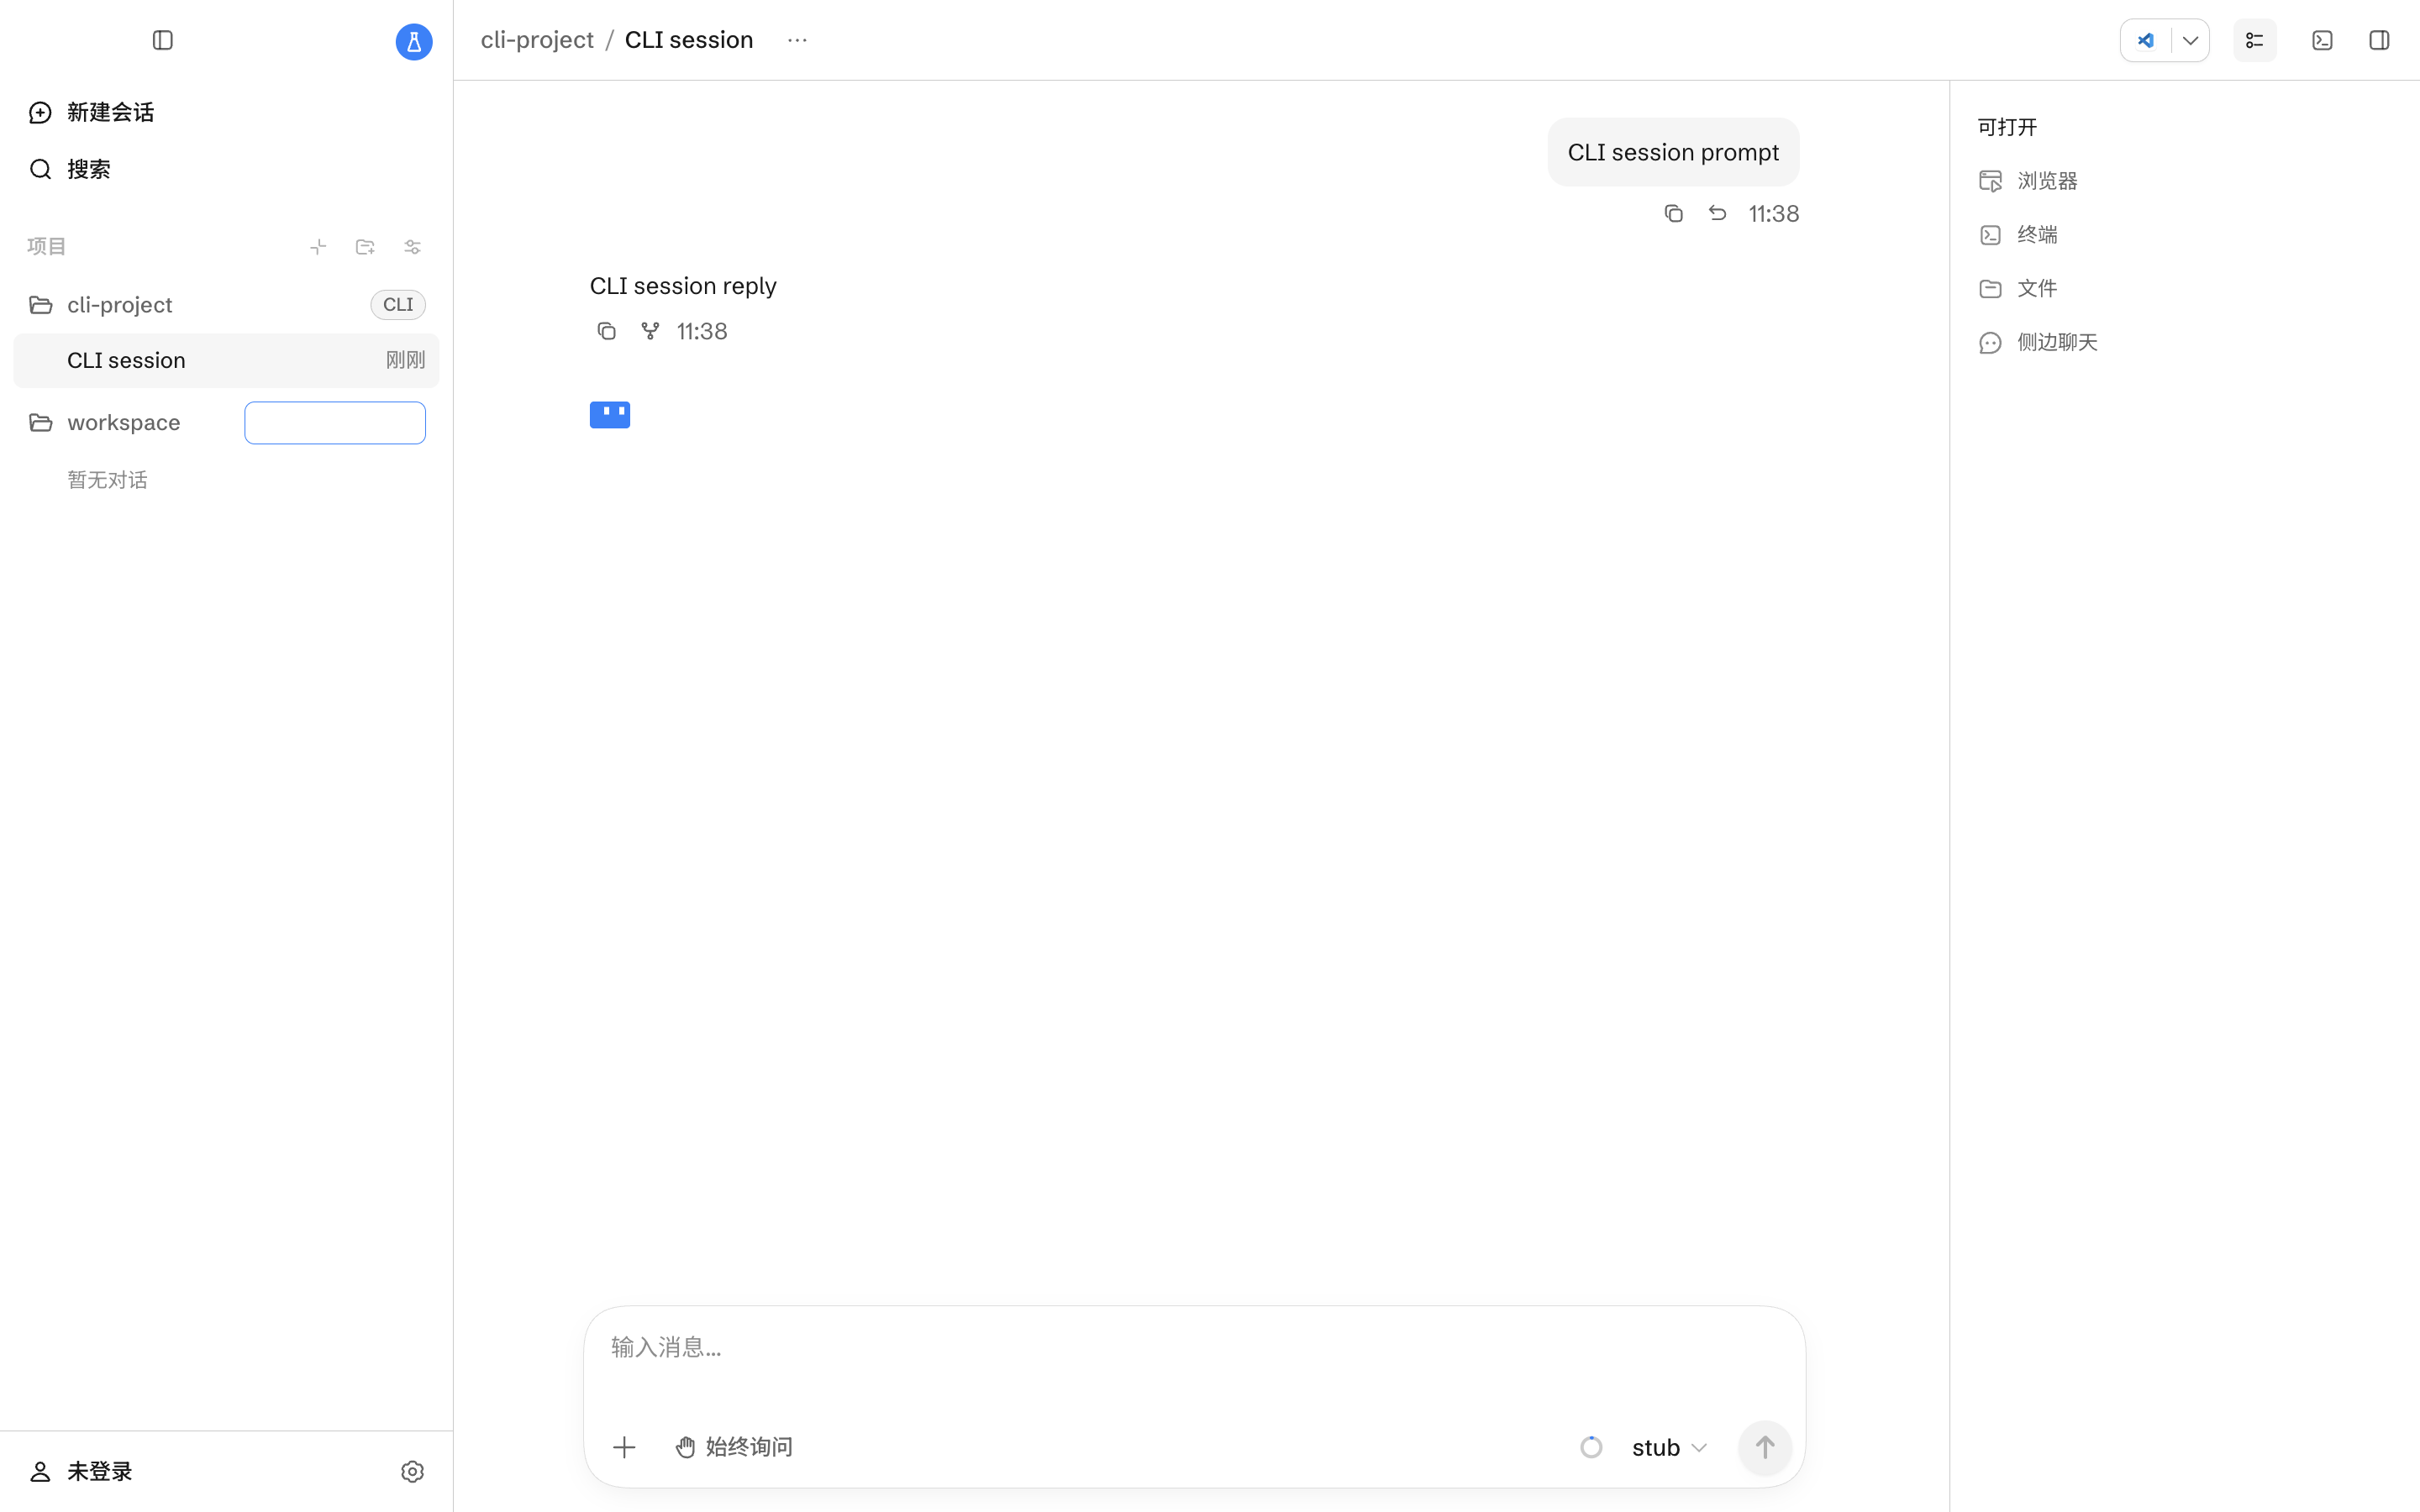 新建会话
搜索
项目
cli-project CLI
CLI session 刚刚
workspace
暂无对话
未登录
cli-project / CLI session
CLI session prompt
11:38
CLI session reply
11:38
输入消息...
始终询问
stub
可打开
浏览器
终端
文件
侧边聊天